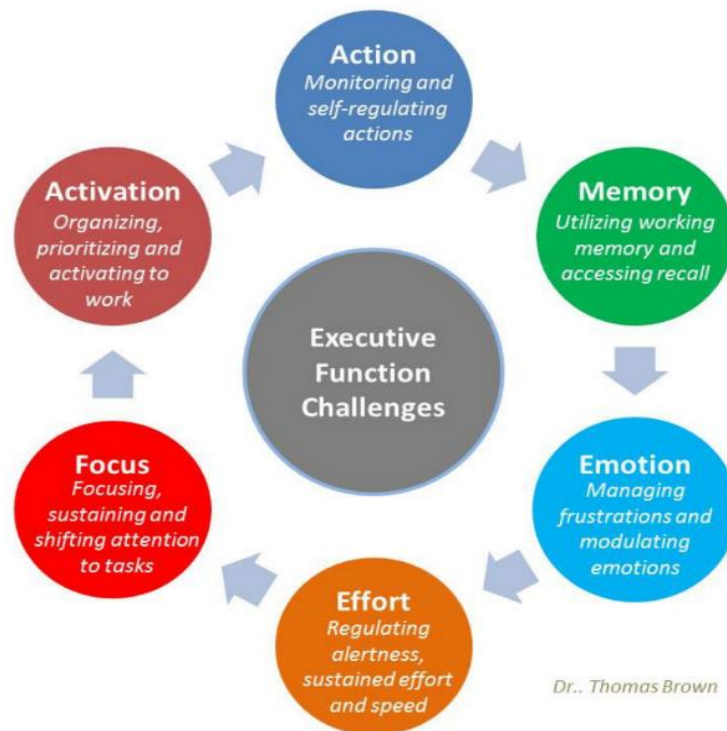 Action
Monitoring and
self-regulating
actions
Memory
Utilizing working
memory and
accessing recall
Emotion
Managing
frustrations and
modulating
emotions
Effort
Regulating
alertness,
sustained effort
and speed
Focus
Focusing,
sustaining and
shifting attention
to tasks
Activation
Organizing,
prioritizing and
activating to
work
Executive
Function
Challenges
Dr.. Thomas Brown